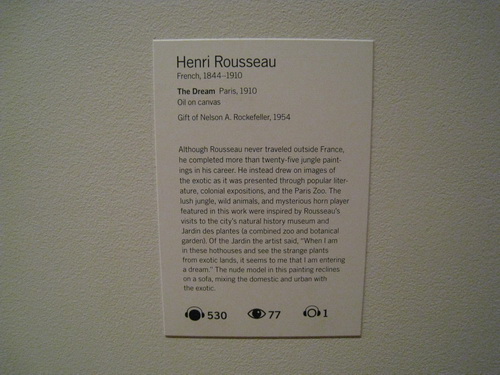 Henri Rousseau
French, 1844–1910
The Dream Paris, 1910
Oil on canvas
Gift of Nelson A. Rockefeller, 1954
Although Rousseau never traveled outside France,
he completed more than twenty-five jungle paint-
ings in his career. He instead drew on images of
the exotic as it was presented through popular liter-
ature, colonial expositions, and the Paris Zoo. The
lush jungle, wild animals, and mysterious horn player
featured in this work were inspired by Rousseau's
visits to the city's natural history museum and
Jardin des plantes (a combined zoo and botanical
garden). Of the Jardin the artist said, "When I am
in these hothouses and see the strange plants
from exotic lands, it seems to me that I am entering
a dream." The nude model in this painting reclines
on a sofa, mixing the domestic and urban with
the exotic.
530 77 1